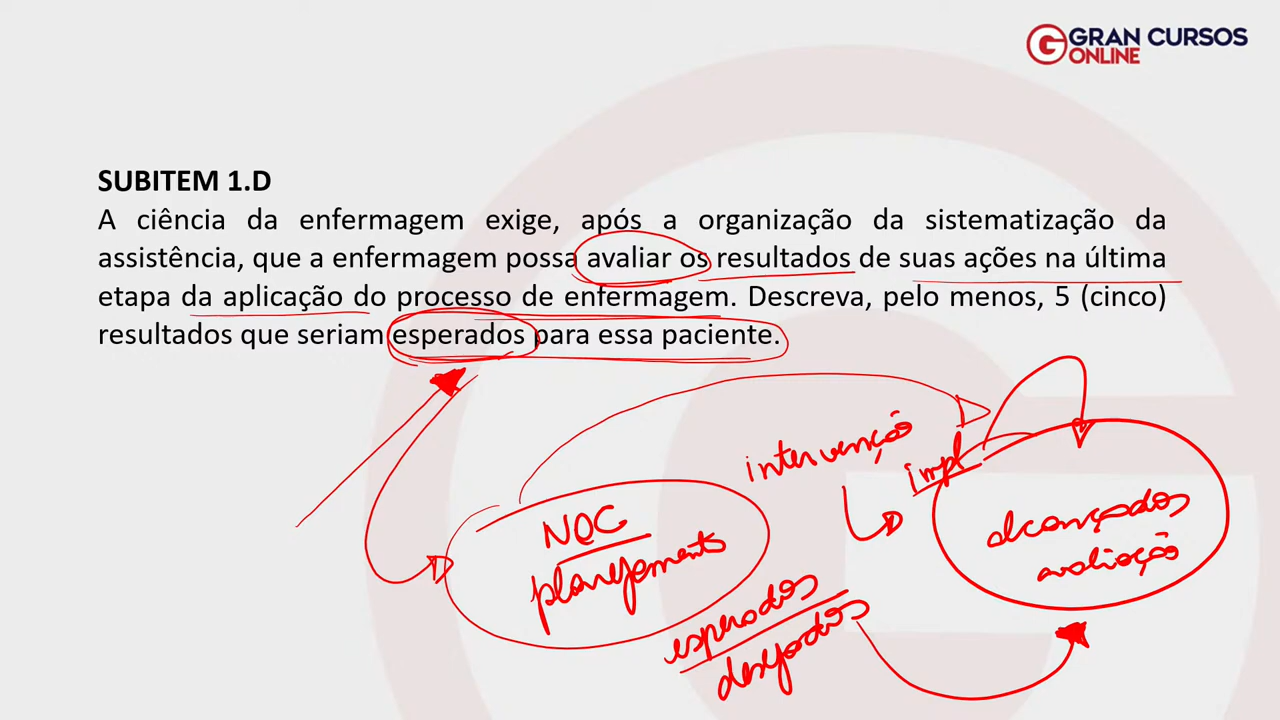 GRAN CURSOS
ONLINE
SUBITEM 1.D
A ciência da enfermagem exige, após a organização da sistematização da
assistência, que a enfermagem possa avaliar os resultados de suas ações na última
etapa da aplicação do processo de enfermagem. Descreva, pelo menos, 5 (cinco)
resultados que seriam esperados para essa paciente.
intervenção
impl
NOC
planejamento
alcançados
avaliação
esperados
desejados